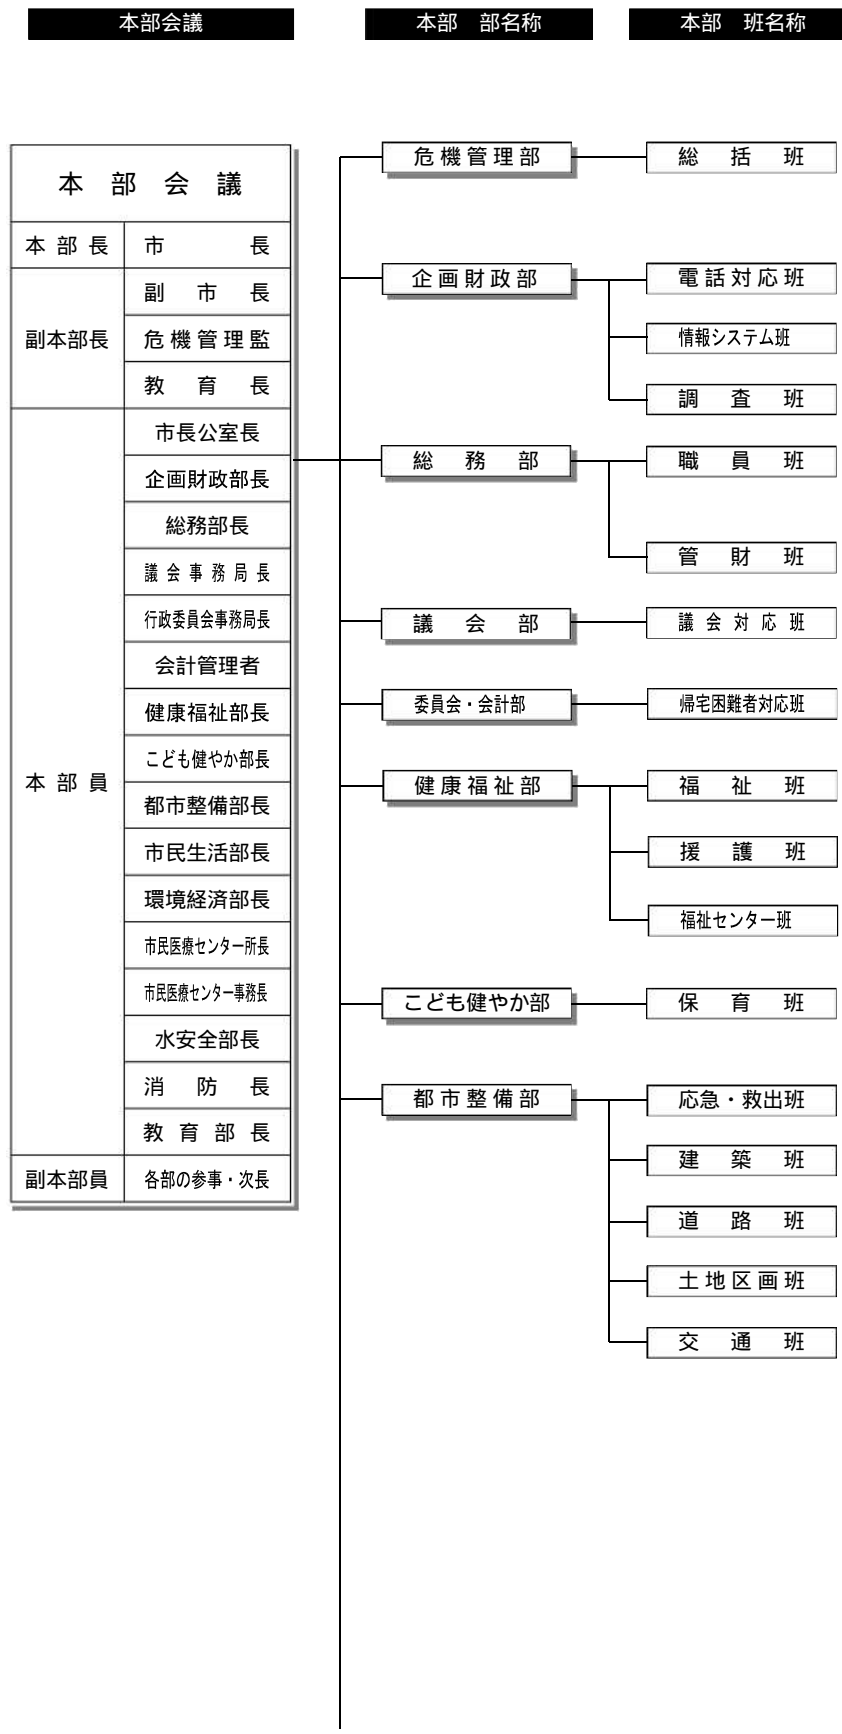 本部会議
本部　部名称
本部　班名称
本部会議
本部長 市長
副本部長 副市長
危機管理監
教育長
本部員 市長公室長
企画財政部長
総務部長
議会事務局長
行政委員会事務局長
会計管理者
健康福祉部長
こども健やか部長
都市整備部長
市民生活部長
環境経済部長
市民医療センター所長
市民医療センター事務長
水安全部長
消防長
教育部長
副本部員 各部の参事・次長
危機管理部 総括班
企画財政部 電話対応班
情報システム班
調査班
総務部 職員班
管財班
議会部 議会対応班
委員会・会計部 帰宅困難者対応班
健康福祉部 福祉班
援護班
福祉センター班
こども健やか部 保育班
都市整備部 応急・救出班
建築班
道路班
土地区画班
交通班